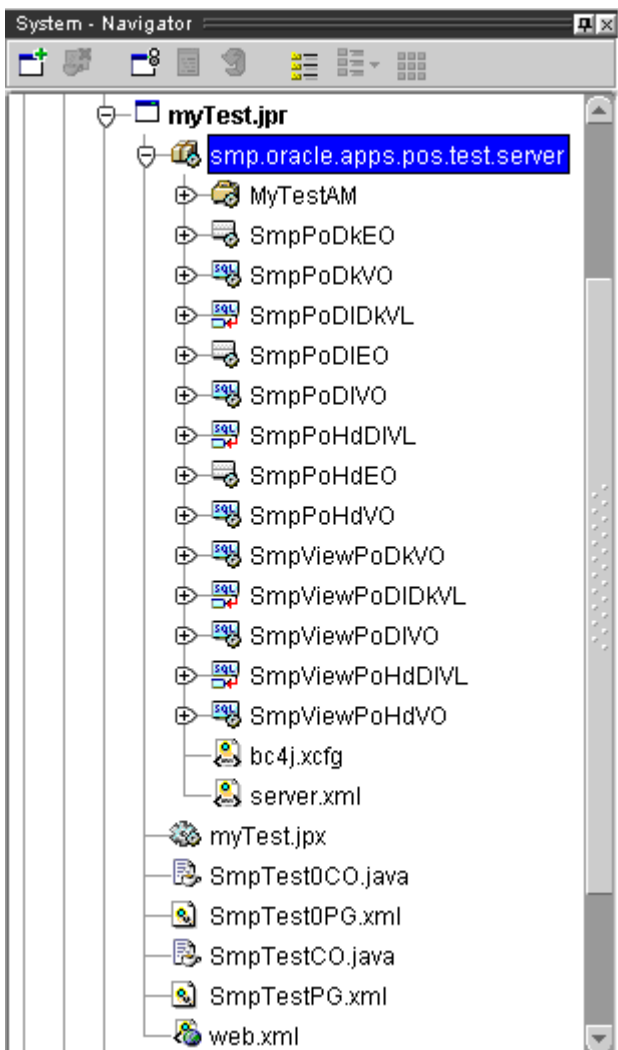 System - Navigator
myTest.jpr
smp.oracle.apps.pos.test.server
MyTestAM
SmpPoDkEO
SmpPoDkVO
SmpPoDlDkVL
SmpPoDlEO
SmpPoDlVO
SmpPoHdDlVL
SmpPoHdEO
SmpPoHdVO
SmpViewPoDkVO
SmpViewPoDlDkVL
SmpViewPoDlVO
SmpViewPoHdDlVL
SmpViewPoHdVO
bc4j.xcfg
server.xml
myTest.jpx
SmpTest0CO.java
SmpTest0PG.xml
SmpTestCO.java
SmpTestPG.xml
web.xml